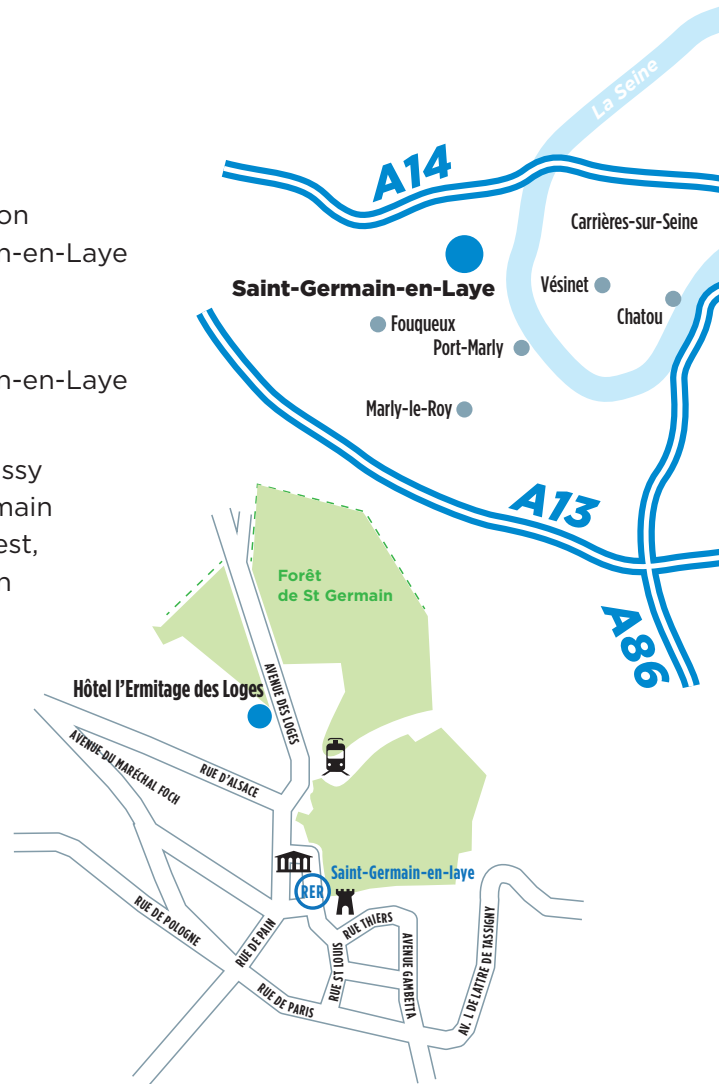 on
n-en-Laye
n-en-Laye
ssy
main
est,
n
La Seine
A14
Carrières-sur-Seine
Saint-Germain-en-Laye
Vésinet
Chatou
Fouqueux
Port-Marly
Marly-le-Roy
A13
A86
Forêt
de St Germain
Hôtel l'Ermitage des Loges
AVENUE DES LOGES
AVENUE DU MARÉCHAL FOCH
RUE D'ALSACE
Saint-Germain-en-laye
RER
RUE DE POLOGNE
RUE DE PAIN
RUE THIERS
RUE ST LOUIS
AVENUE GAMBETTA
AV. L DE LATTRE DE TASSIGNY
RUE DE PARIS